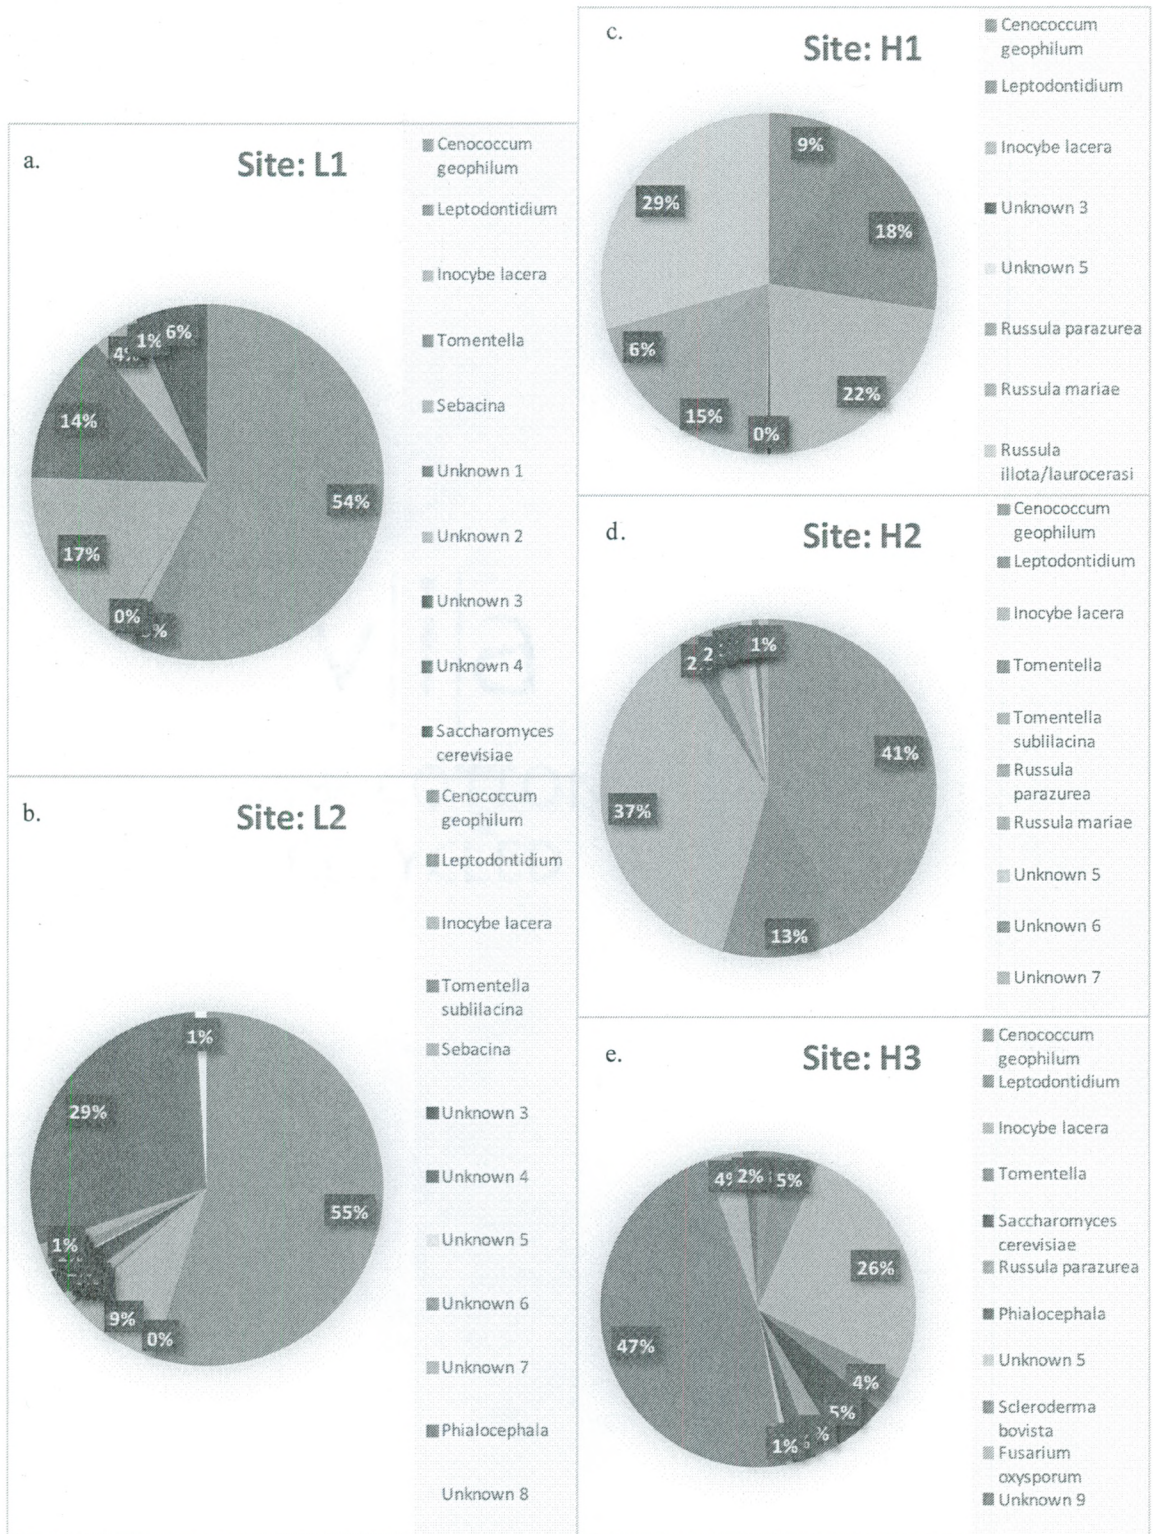 a.
Site: L1
54%
0%
17%
14%
1%
6%
Cenococcum
geophilum
Leptodontidium
Inocybe lacera
Tomentella
Sebacina
Unknown 1
Unknown 2
Unknown 3
Unknown 4
Saccharomyces
cerevisiae
b.
Site: L2
1%
55%
0%
9%
1%
29%
Cenococcum
geophilum
Leptodontidium
Inocybe lacera
Tomentella
sublilacina
Sebacina
Unknown 3
Unknown 4
Unknown 5
Unknown 6
Unknown 7
Phialocephala
Unknown 8
c.
Site: H1
9%
18%
22%
0%
15%
6%
29%
Cenococcum
geophilum
Leptodontidium
Inocybe lacera
Unknown 3
Unknown 5
Russula parazurea
Russula mariae
Russula
illota/laurocerasi
d.
Site: H2
1%
41%
13%
37%
Cenococcum
geophilum
Leptodontidium
Inocybe lacera
Tomentella
Tomentella
sublilacina
Russula
parazurea
Russula mariae
Unknown 5
Unknown 6
Unknown 7
e.
Site: H3
2%
5%
26%
4%
5%
1%
47%
Cenococcum
geophilum
Leptodontidium
Inocybe lacera
Tomentella
Saccharomyces
cerevisiae
Russula parazurea
Phialocephala
Unknown 5
Scleroderma
bovista
Fusarium
oxysporum
Unknown 9